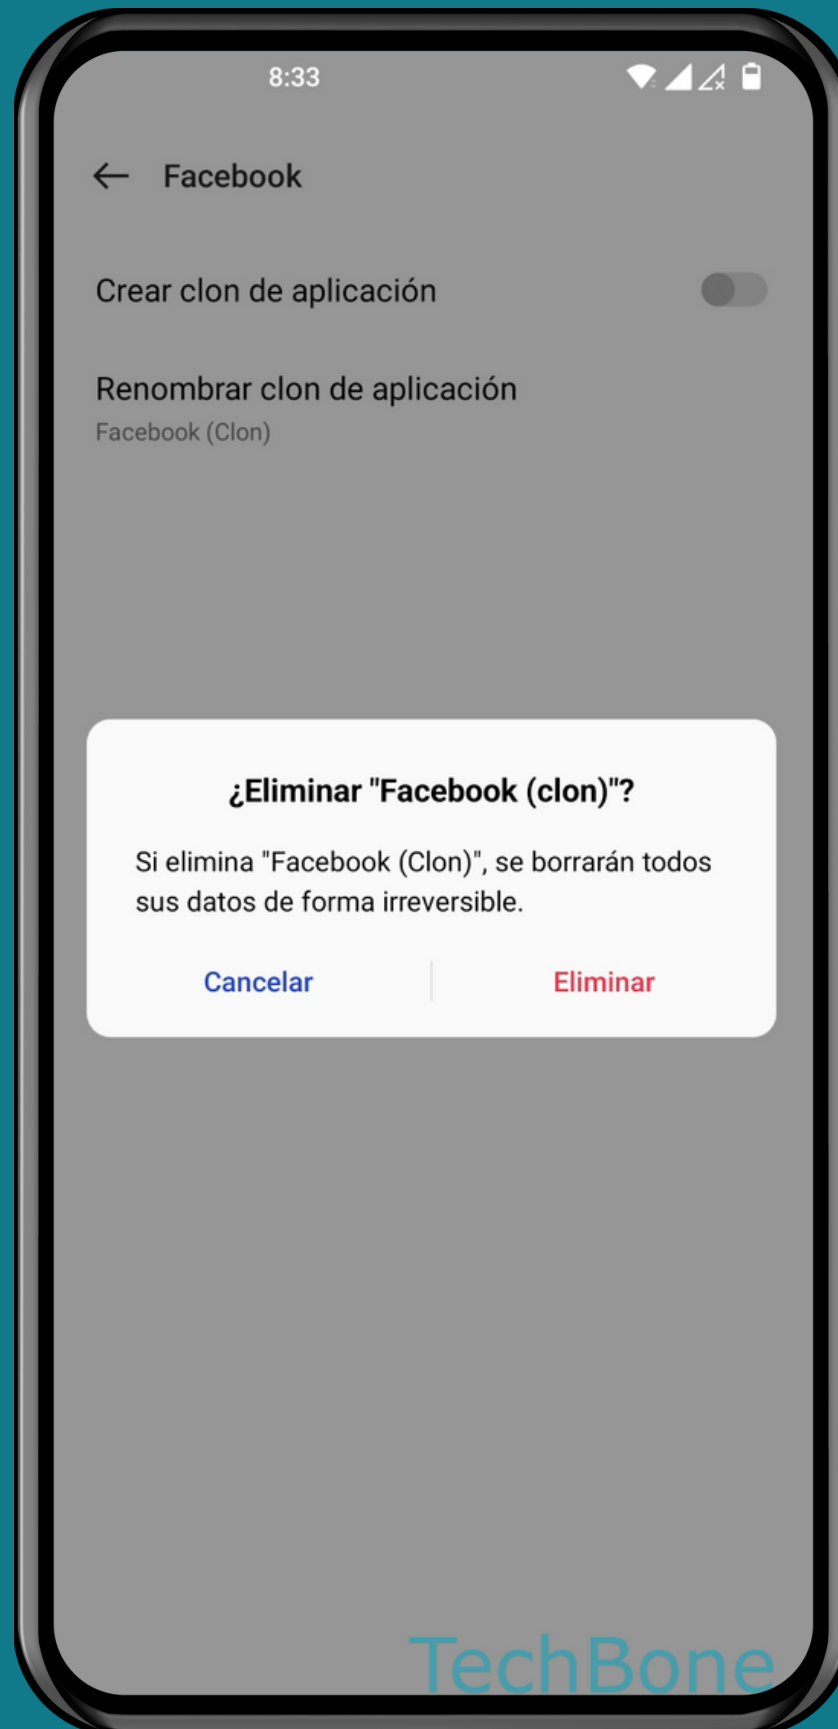 8:33
Facebook
Crear clon de aplicación
Renombrar clon de aplicación
Facebook (Clon)
¿Eliminar "Facebook (clon)"?
Si elimina "Facebook (Clon)", se borrarán todos
sus datos de forma irreversible.
Cancelar
Eliminar
TechBone